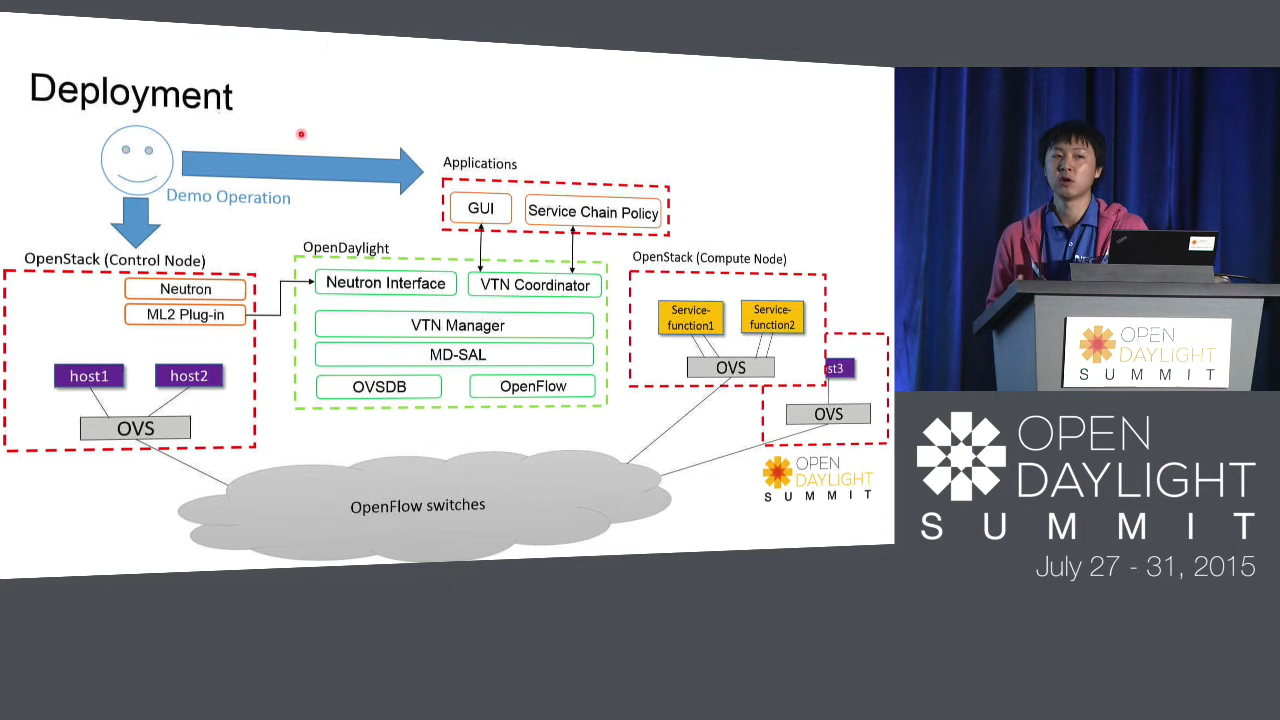 Deployment
Demo Operation
Applications
GUI
Service Chain Policy
OpenStack (Control Node)
Neutron
ML2 Plug-in
host1
host2
OVS
OpenDaylight
Neutron Interface
VTN Coordinator
VTN Manager
MD-SAL
OVSDB
OpenFlow
OpenStack (Compute Node)
Service-
function1
Service-
function2
OVS
st3
OVS
OpenFlow switches
OPEN
DAYLIGHT
SUMMIT
OPEN
DAYLIGHT
SUMMIT
OPEN
DAYLIGHT
SUMMIT
July 27 - 31, 2015